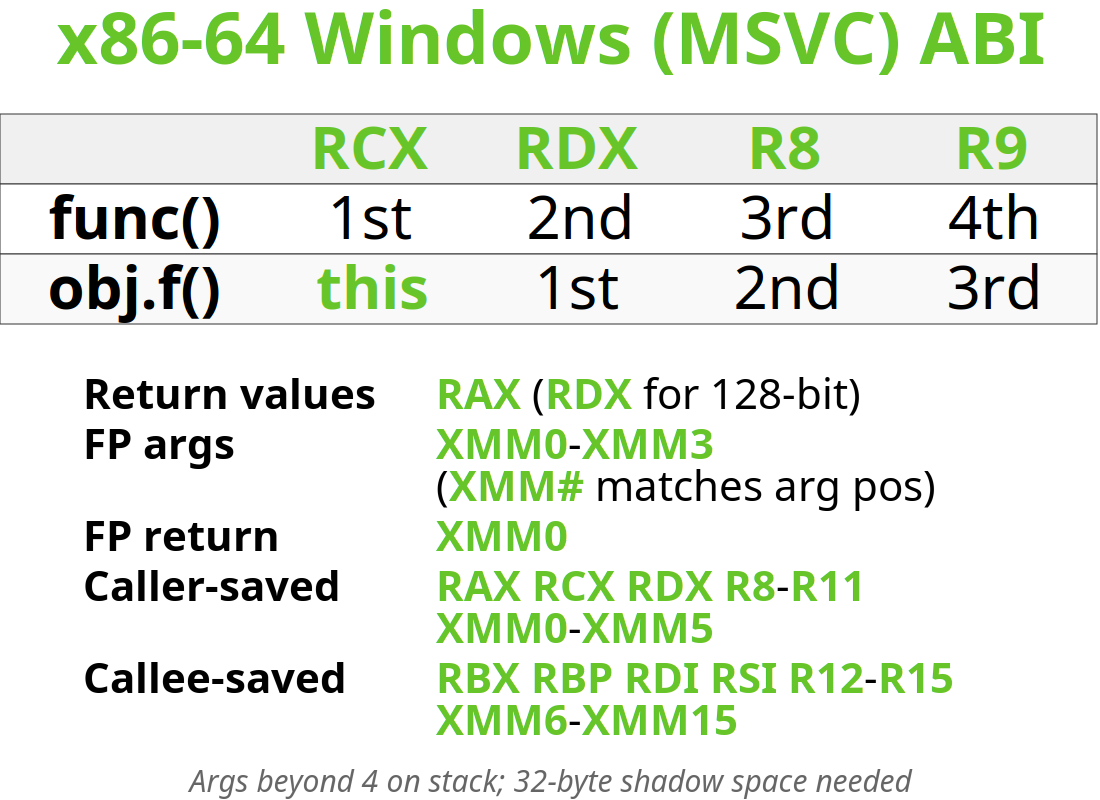 x86-64 Windows (MSVC) ABI
RCX RDX R8 R9
func() 1st 2nd 3rd 4th
obj.f() this 1st 2nd 3rd
Return values RAX (RDX for 128-bit)
FP args XMM0-XMM3
(XMM# matches arg pos)
FP return XMM0
Caller-saved RAX RCX RDX R8-R11
XMM0-XMM5
Callee-saved RBX RBP RDI RSI R12-R15
XMM6-XMM15
Args beyond 4 on stack; 32-byte shadow space needed